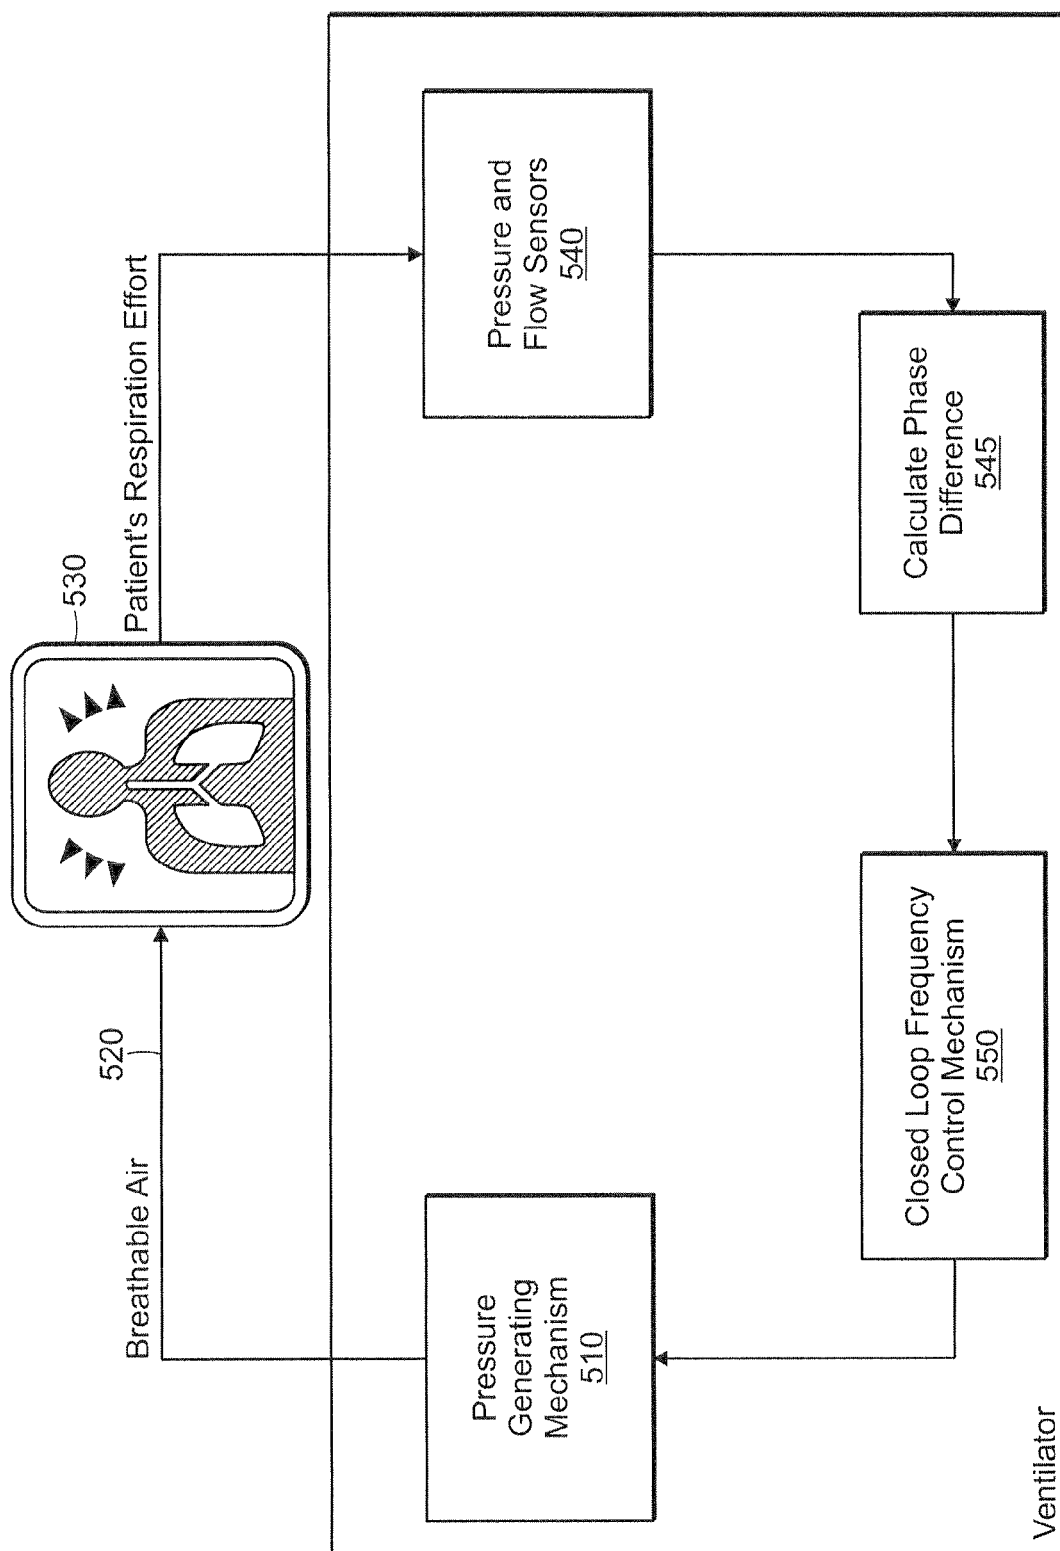 530
Breathable Air
520
Patient's Respiration Effort
Pressure
Generating
Mechanism
510
Pressure and
Flow Sensors
540
Closed Loop Frequency
Control Mechanism
550
Calculate Phase
Difference
545
Ventilator